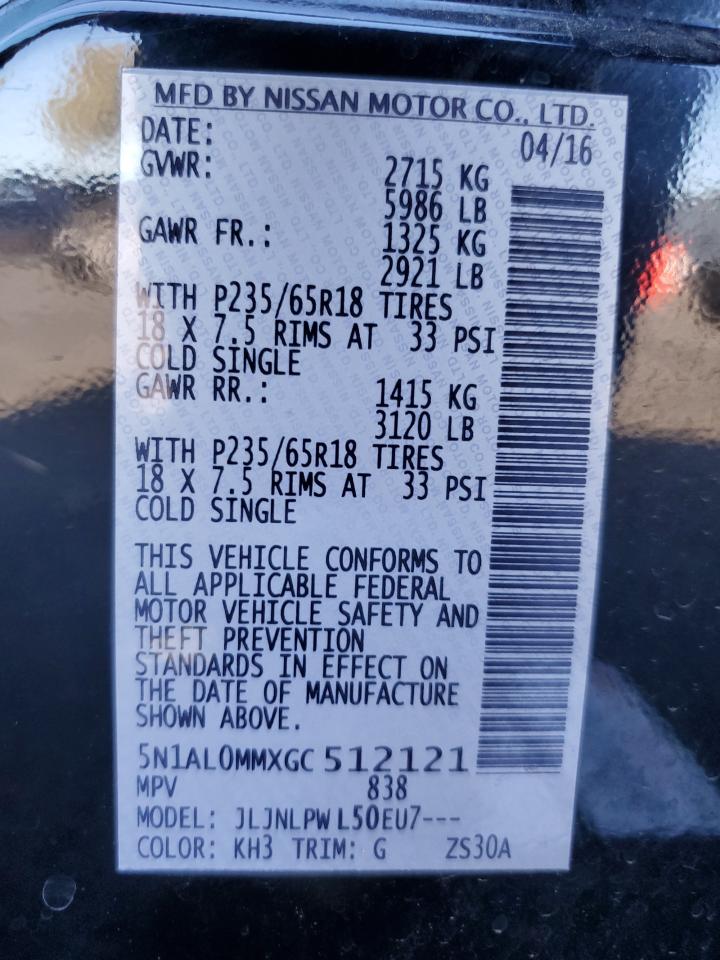 MFD BY NISSAN MOTOR CO., LTD.
DATE: 04/16
GVWR: 2715 KG
5986 LB
GAWR FR.: 1325 KG
2921 LB
WITH P235/65R18 TIRES
18 X 7.5 RIMS AT 33 PSI
COLD SINGLE
GAWR RR.: 1415 KG
3120 LB
WITH P235/65R18 TIRES
18 X 7.5 RIMS AT 33 PSI
COLD SINGLE
THIS VEHICLE CONFORMS TO
ALL APPLICABLE FEDERAL
MOTOR VEHICLE SAFETY AND
THEFT PREVENTION
STANDARDS IN EFFECT ON
THE DATE OF MANUFACTURE
SHOWN ABOVE.
5N1AL0MMXGC512121
MPV 838
MODEL: JLJNLPW L50EU7---
COLOR: KH3 TRIM: G ZS30A